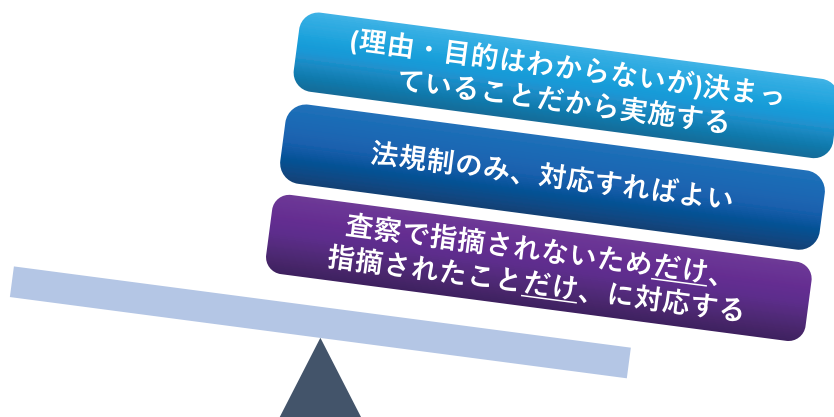 (理由・目的はわからないが)決まっ
ていることだから実施する
法規制のみ、対応すればよい
査察で指摘されないためだけ、
指摘されたことだけ、に対応する